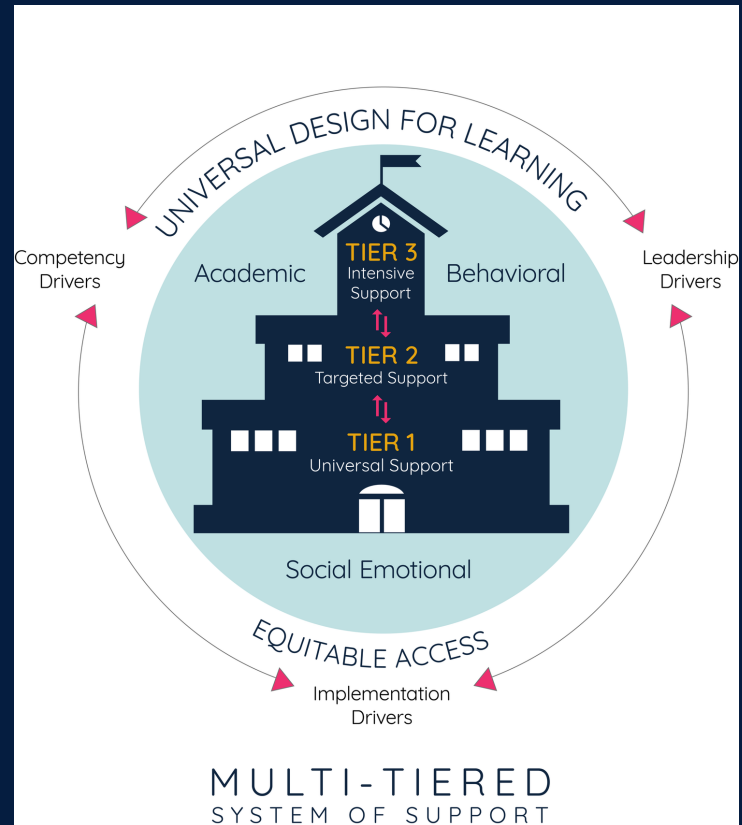 UNIVERSAL DESIGN FOR LEARNING
Competency
Drivers
Leadership
Drivers
Academic
Behavioral
TIER 3
Intensive
Support
TIER 2
Targeted Support
TIER 1
Universal Support
Social Emotional
EQUITABLE ACCESS
Implementation
Drivers
MULTI-TIERED
SYSTEM OF SUPPORT